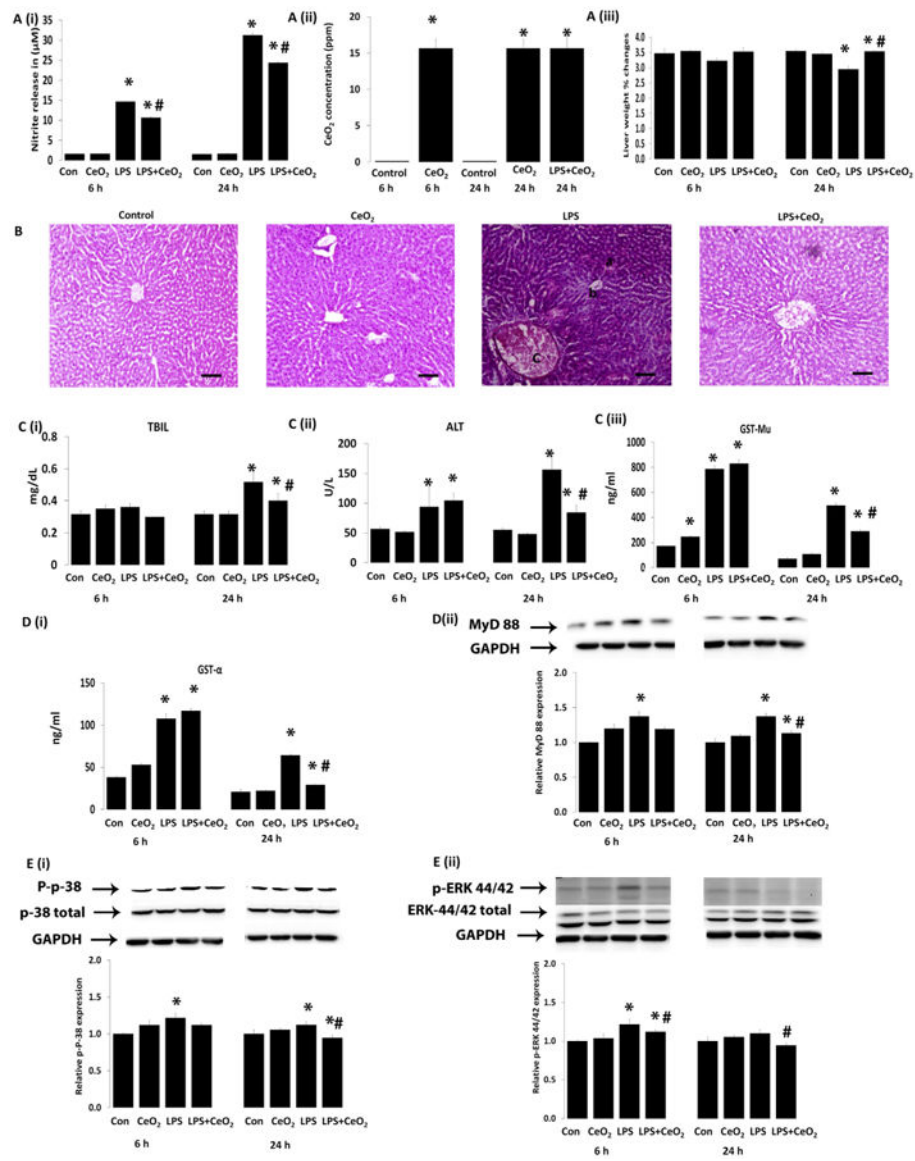 A (i)
Nitrite release in (μM)
35
30
25
20
15
10
5
0
*
* #
*
* #
Con CeO₂ LPS LPS+CeO₂
Con CeO₂ LPS LPS+CeO₂
6 h
24 h
A (ii)
CeO₂ concentration (ppm)
20
15
10
5
0
*
*
*
Control CeO₂ Control CeO₂ LPS+CeO₂
6 h 6 h 24 h 24 h 24 h
A (iii)
Liver weight % changes
4.0
3.5
3.0
2.5
2.0
1.5
1.0
0.5
0.0
*
* #
Con CeO₂ LPS LPS+CeO₂
Con CeO₂ LPS LPS+CeO₂
6 h
24 h
B
Control
CeO₂
LPS
LPS+CeO₂
a
b
C
C (i)
TBIL
mg/dL
0.8
0.6
0.4
0.2
0
*
* #
Con CeO₂ LPS LPS+CeO₂
Con CeO₂ LPS LPS+CeO₂
6 h
24 h
C (ii)
ALT
U/L
200
150
100
50
0
*
*
*
* #
Con CeO₂ LPS LPS+CeO₂
Con CeO₂ LPS LPS+CeO₂
6 h
24 h
C (iii)
GST-Mu
ng/ml
1000
800
600
400
200
0
*
*
*
*
* #
Con CeO₂ LPS LPS+CeO₂
Con CeO₂ LPS LPS+CeO₂
6 h
24 h
D (i)
GST-α
ng/ml
150
100
50
0
*
*
*
* #
Con CeO₂ LPS LPS+CeO₂
Con CeO₂ LPS LPS+CeO₂
6 h
24 h
D(ii)
MyD 88
GAPDH
Relative MyD 88 expression
2.0
1.5
1.0
0.5
0.0
*
*
* #
Con CeO₂ LPS LPS+CeO₂
Con CeO₂ LPS LPS+CeO₂
6 h
24 h
E (i)
P-p-38
p-38 total
GAPDH
Relative p-P-38 expression
2.0
1.5
1.0
0.5
0.0
*
*
*#
Con CeO₂ LPS LPS+CeO₂
Con CeO₂ LPS LPS+CeO₂
6 h
24 h
E (ii)
p-ERK 44/42
ERK-44/42 total
GAPDH
Relative p-ERK 44/42 expression
2.0
1.5
1.0
0.5
0.0
*
* #
#
Con CeO₂ LPS LPS+CeO₂
Con CeO₂ LPS LPS+CeO₂
6 h
24 h